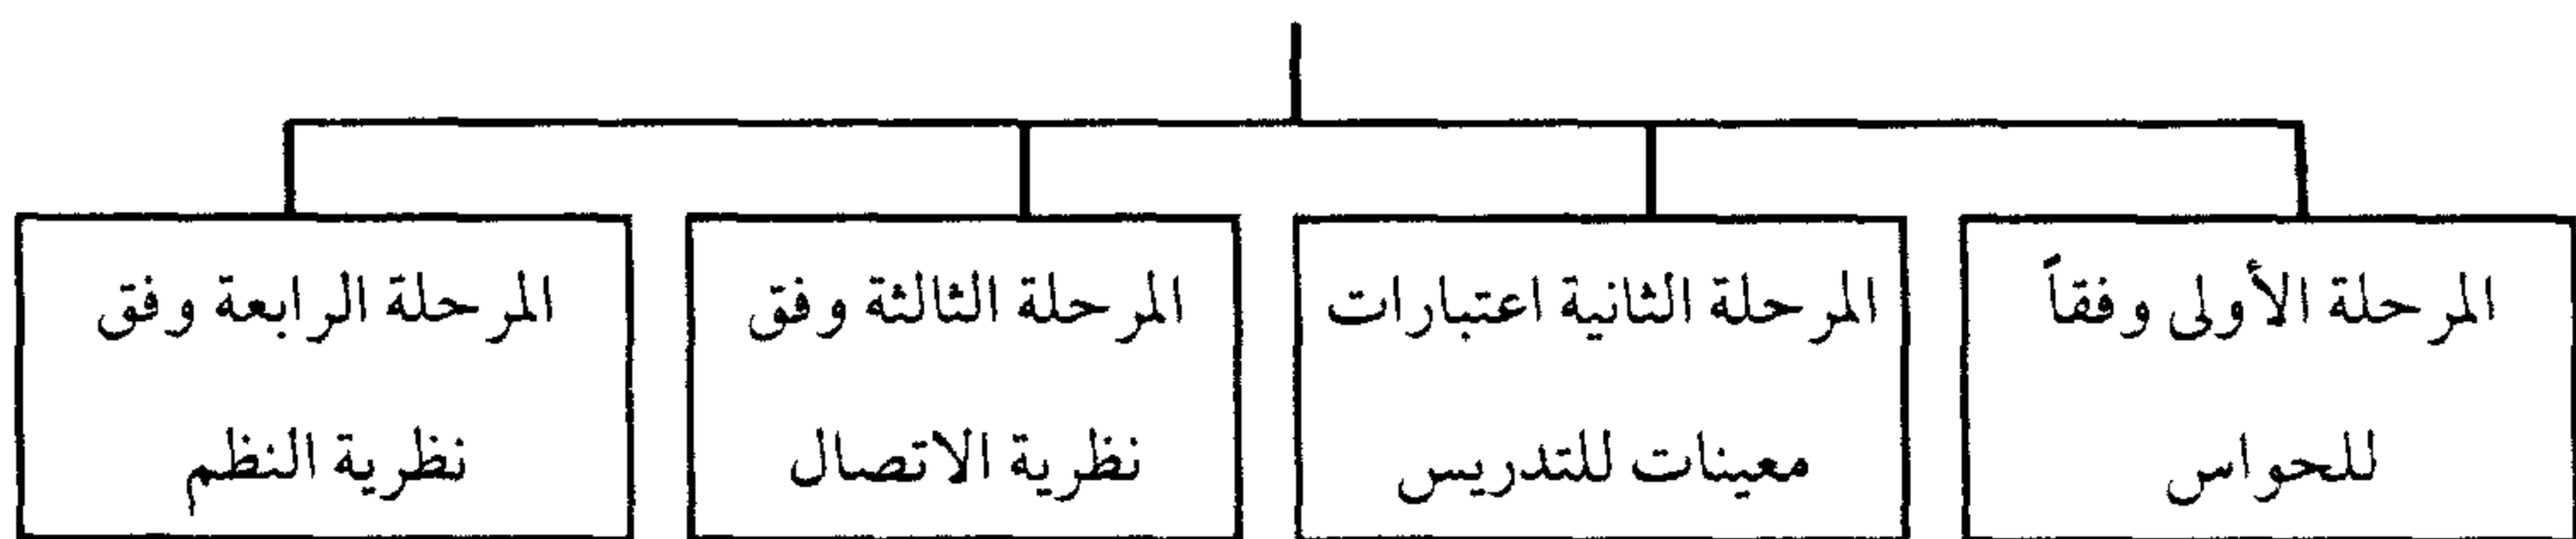 المرحلة الأولى وفقاً
للحواس
المرحلة الثانية اعتبارات
معينات للتدريس
المرحلة الثالثة وفق
نظرية الاتصال
المرحلة الرابعة وفق
نظرية النظم